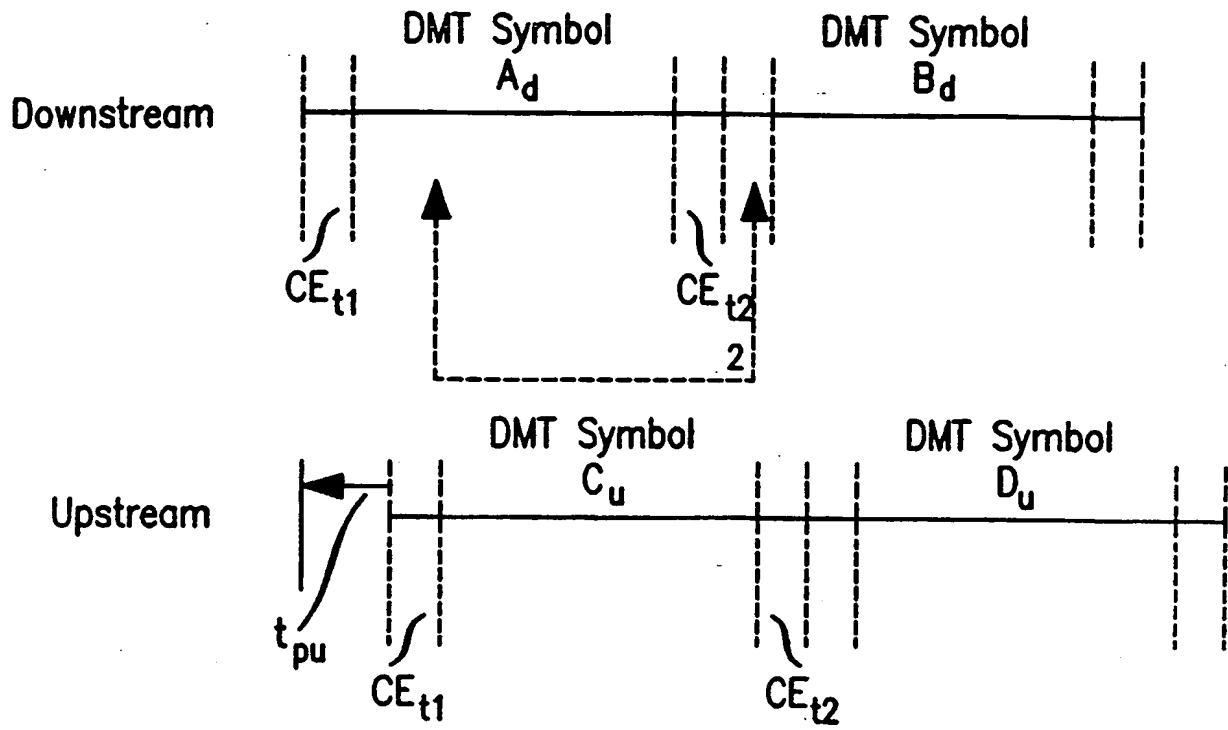 DMT Symbol
A_d
DMT Symbol
B_d
Downstream
CE_t1
CE_t2
2
DMT Symbol
C_u
DMT Symbol
D_u
Upstream
t_pu
CE_t1
CE_t2